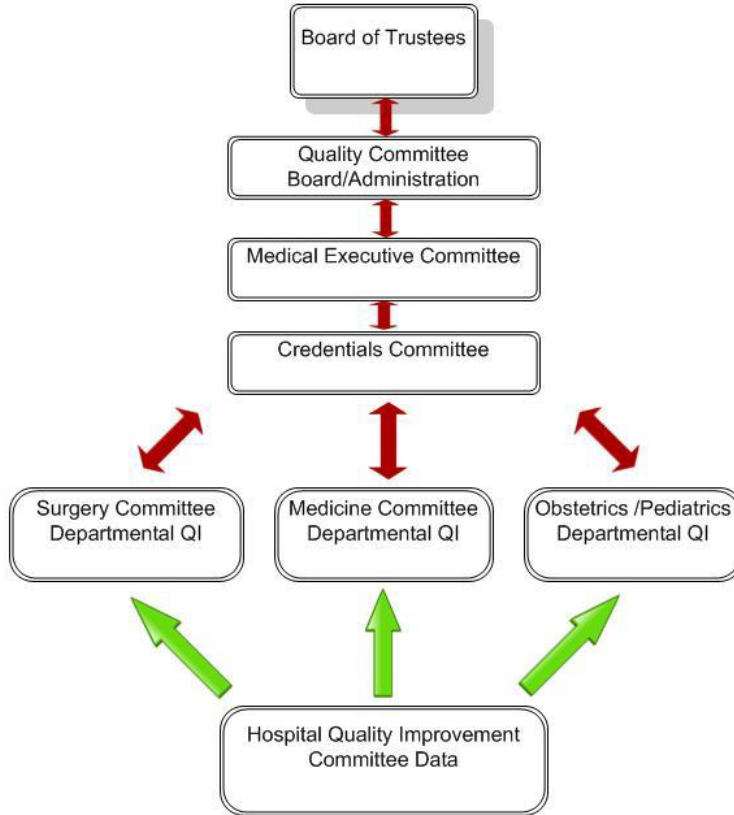 Board of Trustees
Quality Committee
Board/Administration
Medical Executive Committee
Credentials Committee
Surgery Committee
Departmental QI
Medicine Committee
Departmental QI
Obstetrics /Pediatrics
Departmental QI
Hospital Quality Improvement
Committee Data